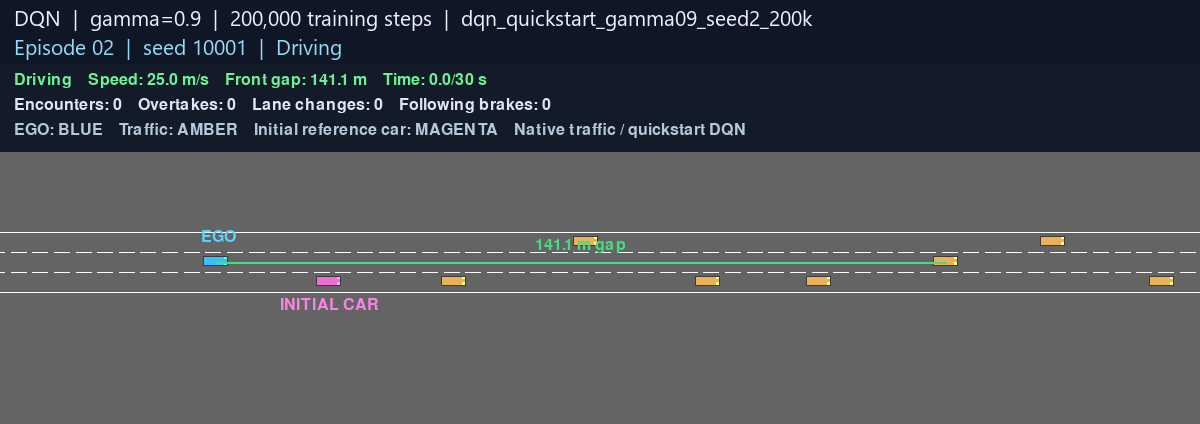 DQN | gamma=0.9 | 200,000 training steps | dqn_quickstart_gamma09_seed2_200k
Episode 02 | seed 10001 | Driving
Driving Speed: 25.0 m/s Front gap: 141.1 m Time: 0.0/30 s
Encounters: 0 Overtakes: 0 Lane changes: 0 Following brakes: 0
EGO: BLUE Traffic: AMBER Initial reference car: MAGENTA Native traffic / quickstart DQN
EGO
141.1 m gap
INITIAL CAR